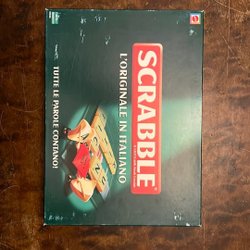 SCRABBLE
L'ORIGINALE IN ITALIANO
TUTTE LE PAROLE CONTANO!